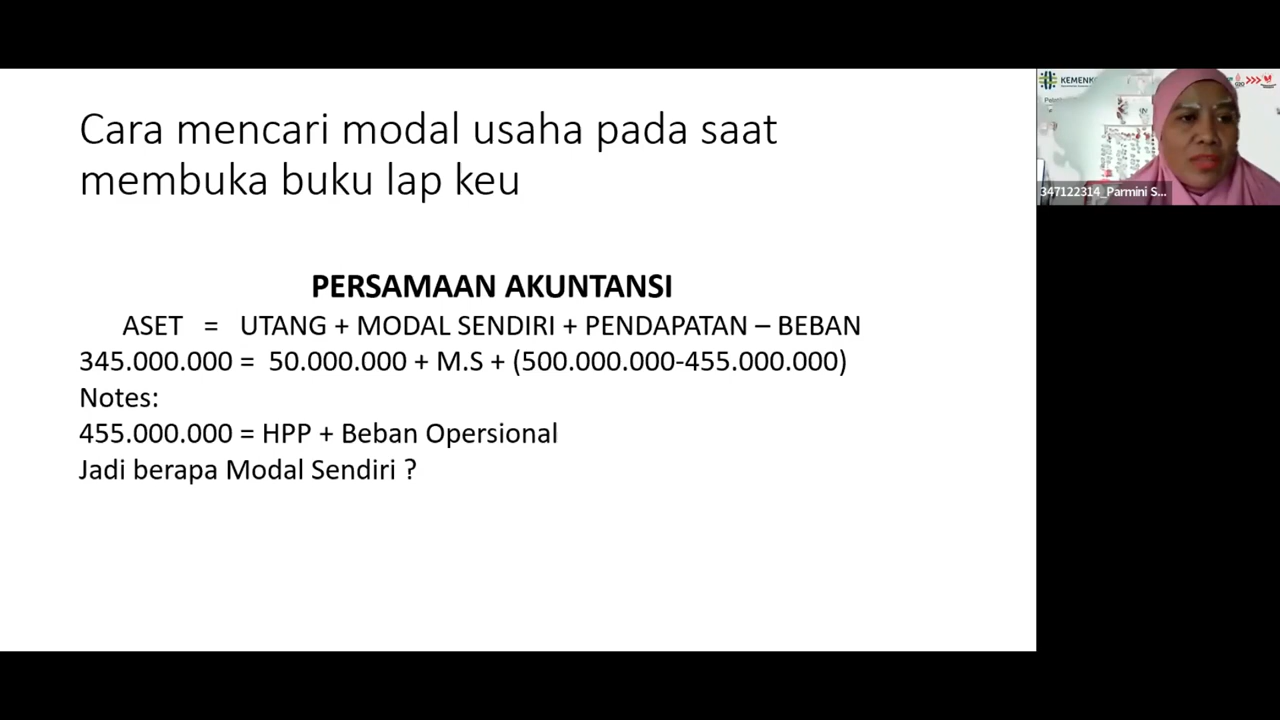 Cara mencari modal usaha pada saat
membuka buku lap keu
PERSAMAAN AKUNTANSI
ASET = UTANG + MODAL SENDIRI + PENDAPATAN – BEBAN
345.000.000 = 50.000.000 + M.S + (500.000.000-455.000.000)
Notes:
455.000.000 = HPP + Beban Opersional
Jadi berapa Modal Sendiri ?
KEMENK
347122314_Parmini S...